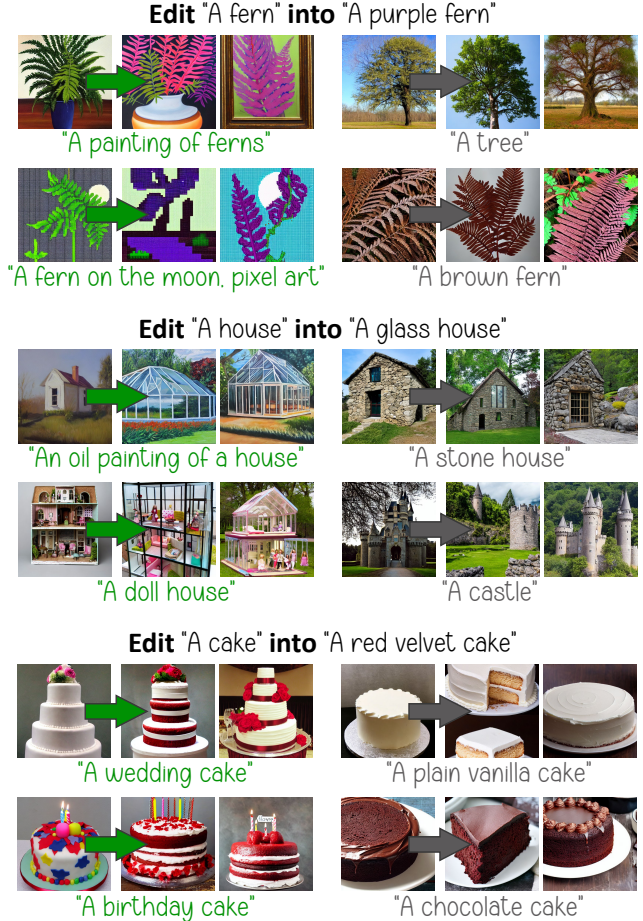 Edit "A fern" into "A purple fern"
"A painting of ferns"
"A tree"
"A fern on the moon, pixel art"
"A brown fern"
Edit "A house" into "A glass house"
"An oil painting of a house"
"A stone house"
"A doll house"
"A castle"
Edit "A cake" into "A red velvet cake"
"A wedding cake"
"A plain vanilla cake"
"A birthday cake"
"A chocolate cake"